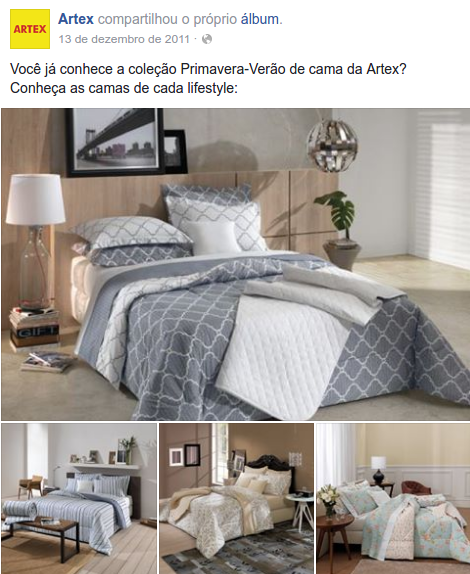 ARTEX
Artex compartilhou o próprio álbum.
13 de dezembro de 2011 ·
Você já conhece a coleção Primavera-Verão de cama da Artex?
Conheça as camas de cada lifestyle:
GIFT